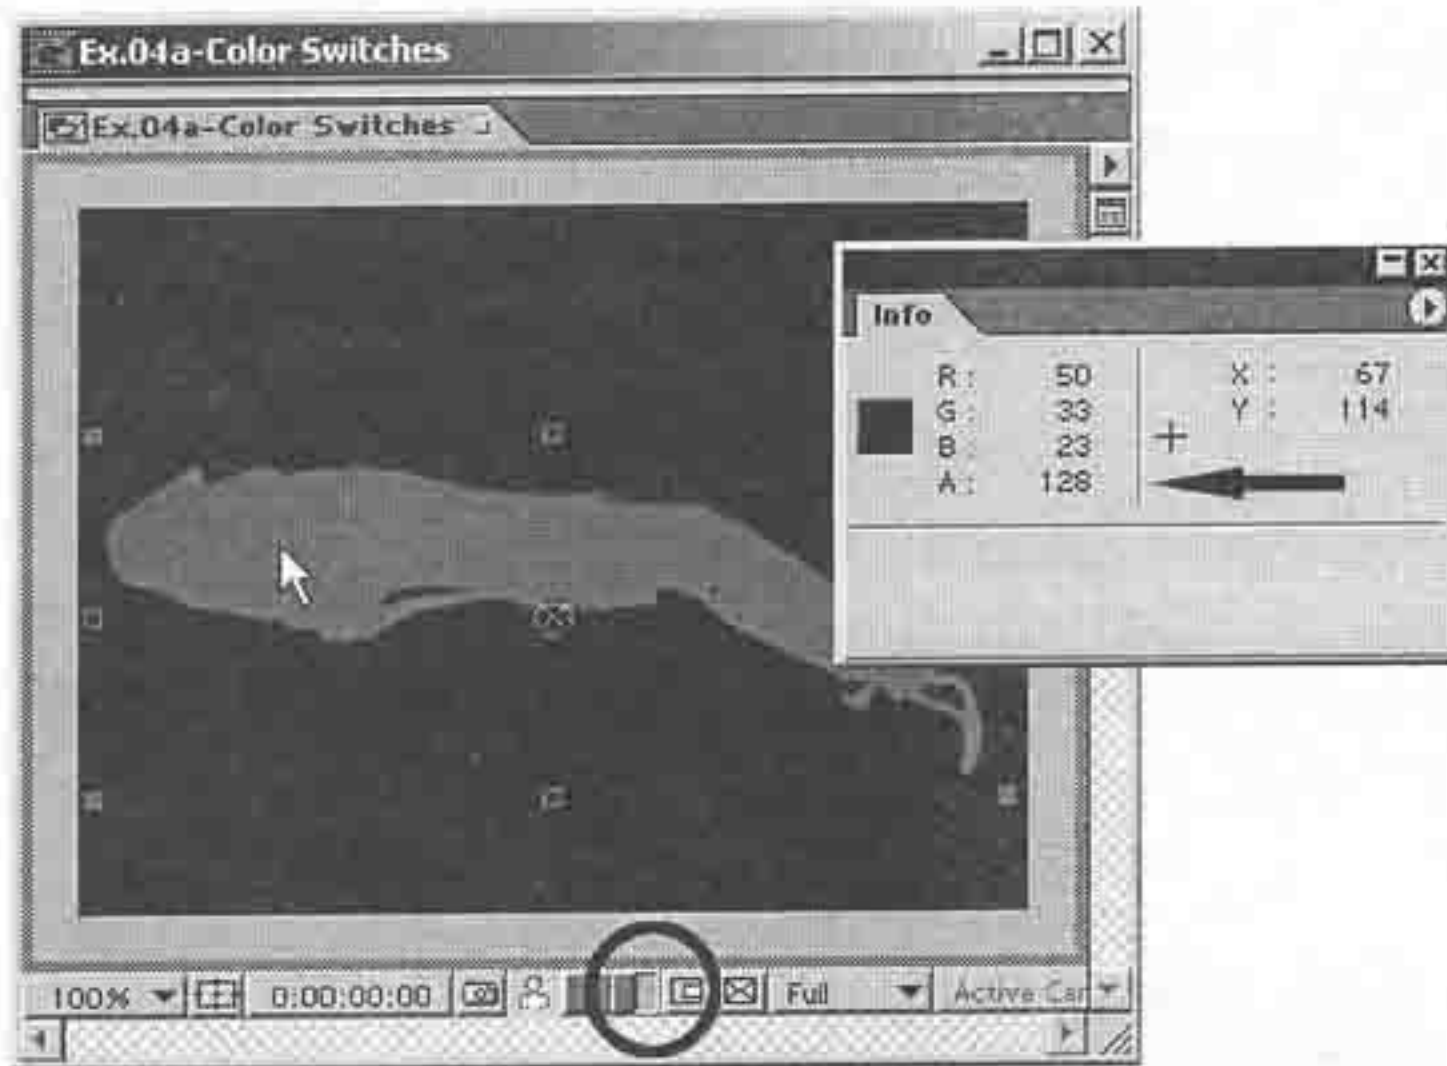 Ex.04a-Color Switches
Ex.04a-Color Switches
Info
R: 50 X: 67
G: 33 Y: 114
B: 23
A: 128
100% 0:00:00:00 Full Active Car